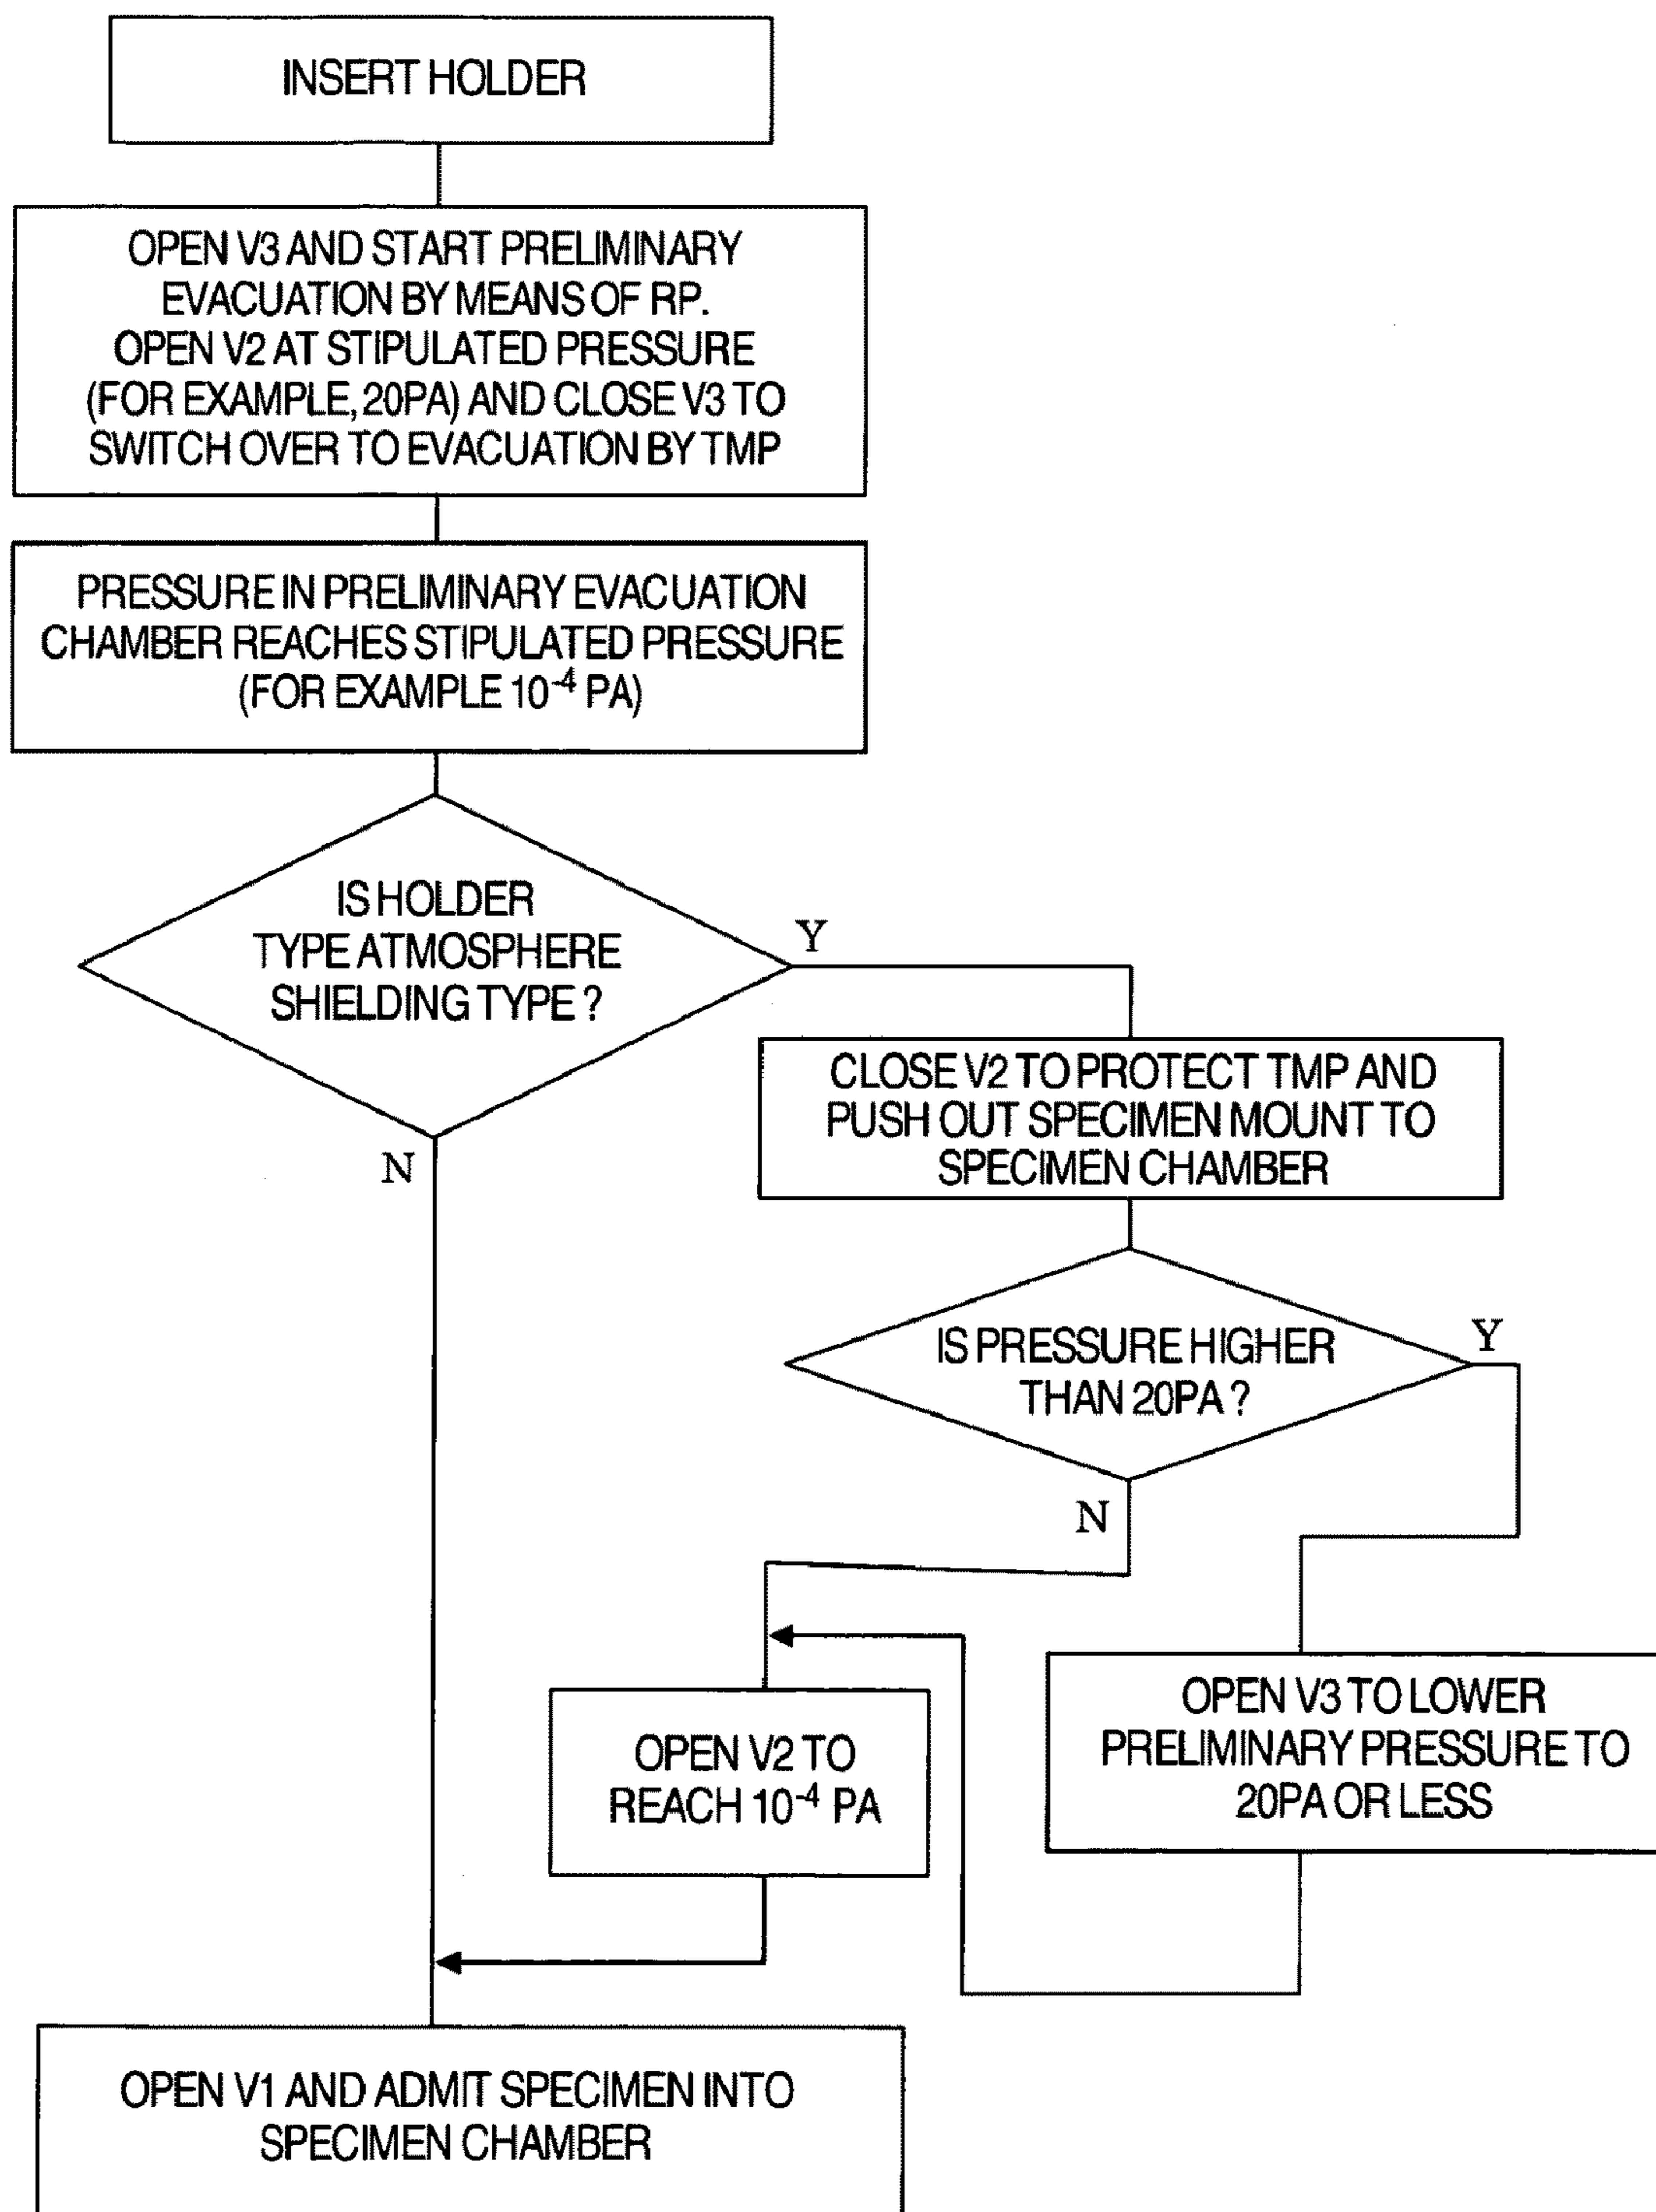 INSERT HOLDER
OPEN V3 AND START PRELIMINARY
EVACUATION BY MEANS OF RP.
OPEN V2 AT STIPULATED PRESSURE
(FOR EXAMPLE, 20PA) AND CLOSE V3 TO
SWITCH OVER TO EVACUATION BY TMP
PRESSURE IN PRELIMINARY EVACUATION
CHAMBER REACHES STIPULATED PRESSURE
(FOR EXAMPLE 10⁻⁴ PA)
IS HOLDER
TYPE ATMOSPHERE
SHIELDING TYPE ?
Y
N
CLOSE V2 TO PROTECT TMP AND
PUSH OUT SPECIMEN MOUNT TO
SPECIMEN CHAMBER
IS PRESSURE HIGHER
THAN 20PA ?
Y
N
OPEN V3 TO LOWER
PRELIMINARY PRESSURE TO
20PA OR LESS
OPEN V2 TO
REACH 10⁻⁴ PA
OPEN V1 AND ADMIT SPECIMEN INTO
SPECIMEN CHAMBER